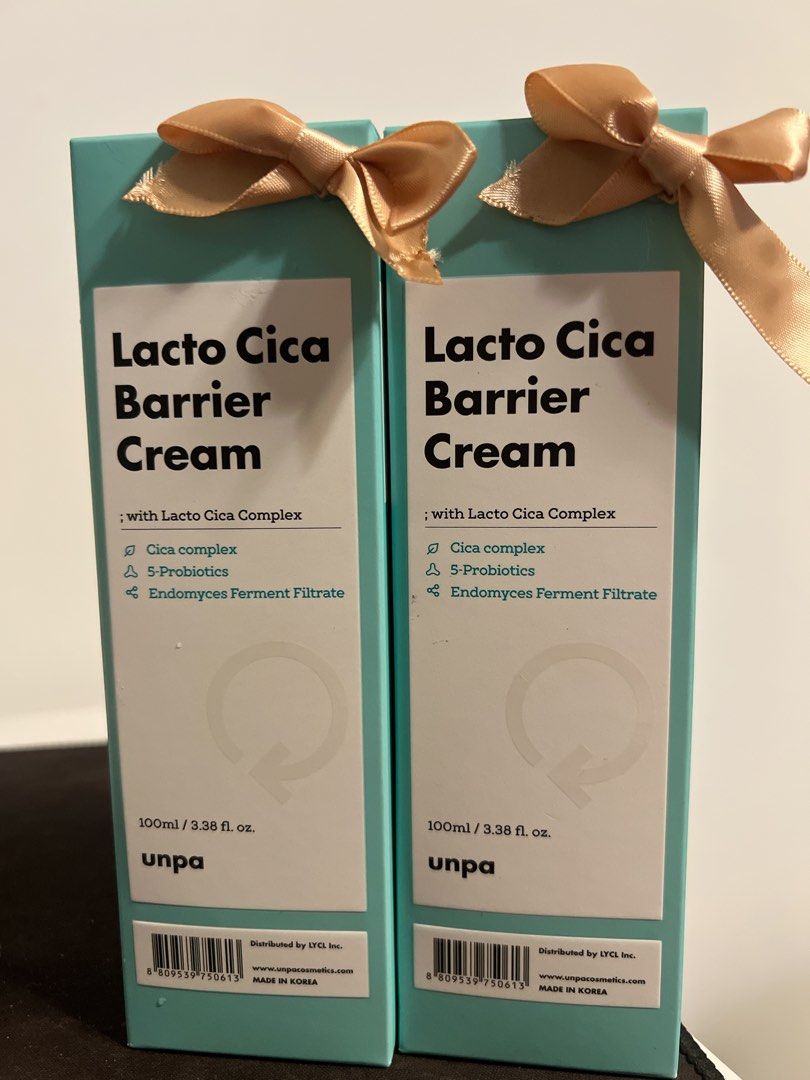 Lacto Cica
Barrier
Cream
; with Lacto Cica Complex
Cica complex
5-Probiotics
Endomyces Ferment Filtrate
100ml / 3.38 fl. oz.
unpa
Distributed by LYCL Inc.
www.unpacosmetics.com
MADE IN KOREA
8 809539 750613
Lacto Cica
Barrier
Cream
; with Lacto Cica Complex
Cica complex
5-Probiotics
Endomyces Ferment Filtrate
100ml / 3.38 fl. oz.
unpa
Distributed by LYCL Inc.
www.unpacosmetics.com
MADE IN KOREA
8 809539 750613